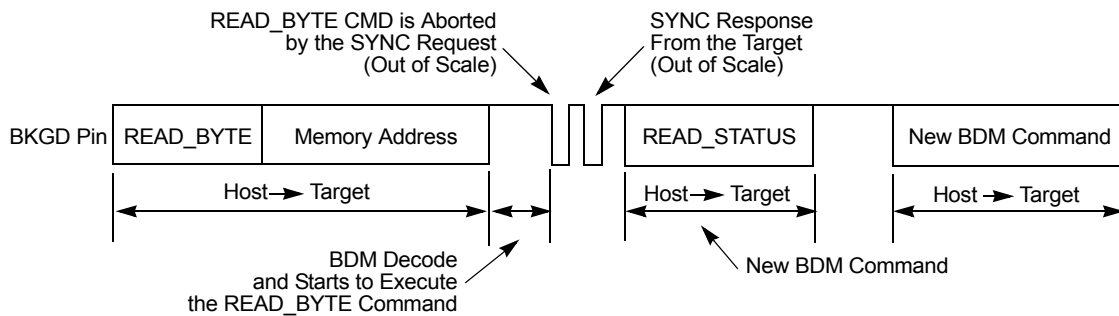 READ_BYTE CMD is Aborted
by the SYNC Request
(Out of Scale)
SYNC Response
From the Target
(Out of Scale)
BKGD Pin
READ_BYTE
Memory Address
READ_STATUS
New BDM Command
Host → Target
Host → Target
Host → Target
BDM Decode
and Starts to Execute
the READ_BYTE Command
New BDM Command